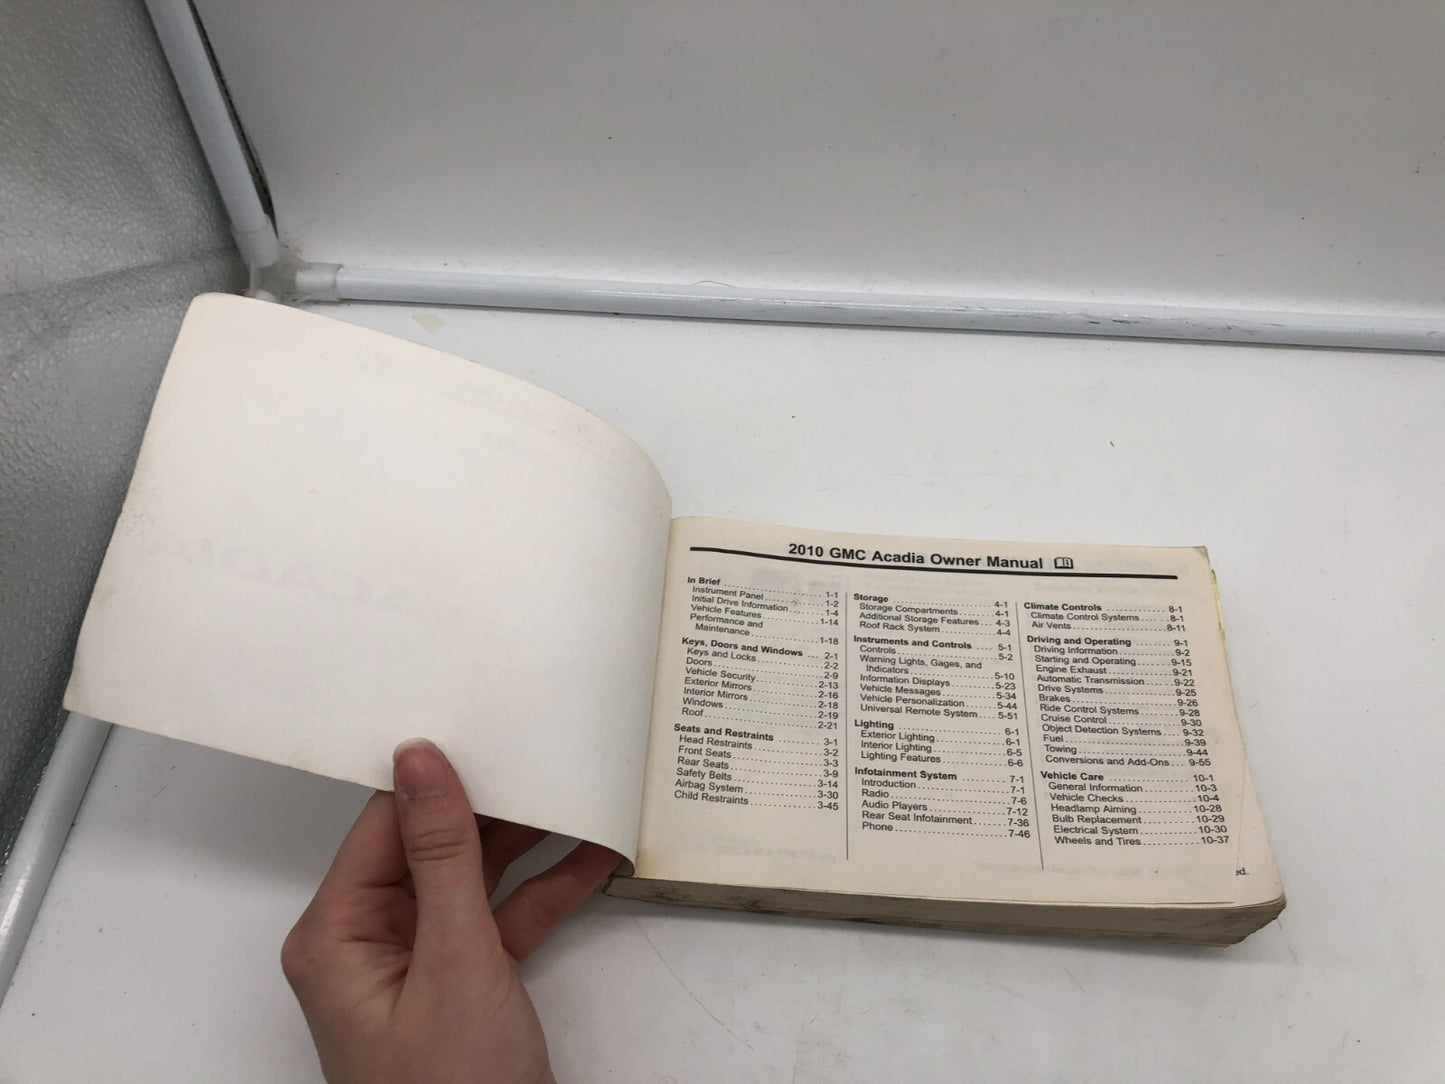 2010 GMC Acadia Owner Manual
In Brief ........ 1-1
Instrument Panel ........ 1-2
Initial Drive Information ........ 1-4
Vehicle Features ........ 1-14
Performance and
Maintenance ........ 1-18
Keys, Doors and Windows ... 2-1
Keys and Locks ........ 2-2
Doors ........ 2-9
Vehicle Security ........ 2-13
Exterior Mirrors ........ 2-16
Interior Mirrors ........ 2-18
Windows ........ 2-19
Roof ........ 2-21
Seats and Restraints ........ 3-1
Head Restraints ........ 3-2
Front Seats ........ 3-3
Rear Seats ........ 3-9
Safety Belts ........ 3-14
Airbag System ........ 3-30
Child Restraints ........ 3-45
Storage ........ 4-1
Storage Compartments ........ 4-1
Additional Storage Features ... 4-3
Roof Rack System ........ 4-4
Instruments and Controls .... 5-1
Controls ........ 5-2
Warning Lights, Gages, and
Indicators ........ 5-10
Information Displays ........ 5-23
Vehicle Messages ........ 5-34
Vehicle Personalization ........ 5-44
Universal Remote System .... 5-51
Lighting ........ 6-1
Exterior Lighting ........ 6-1
Interior Lighting ........ 6-5
Lighting Features ........ 6-6
Infotainment System ........ 7-1
Introduction ........ 7-1
Radio ........ 7-6
Audio Players ........ 7-12
Rear Seat Infotainment ........ 7-36
Phone ........ 7-46
Climate Controls ........ 8-1
Climate Control Systems ...... 8-1
Air Vents ........ 8-11
Driving and Operating ........ 9-1
Driving Information ........ 9-2
Starting and Operating ........ 9-15
Engine Exhaust ........ 9-21
Automatic Transmission ........ 9-22
Drive Systems ........ 9-25
Brakes ........ 9-26
Ride Control Systems ........ 9-28
Cruise Control ........ 9-30
Object Detection Systems .... 9-32
Fuel ........ 9-39
Towing ........ 9-44
Conversions and Add-Ons ... 9-55
Vehicle Care ........ 10-1
General Information ........ 10-3
Vehicle Checks ........ 10-4
Headlamp Aiming ........ 10-28
Bulb Replacement ........ 10-29
Electrical System ........ 10-30
Wheels and Tires ........ 10-37